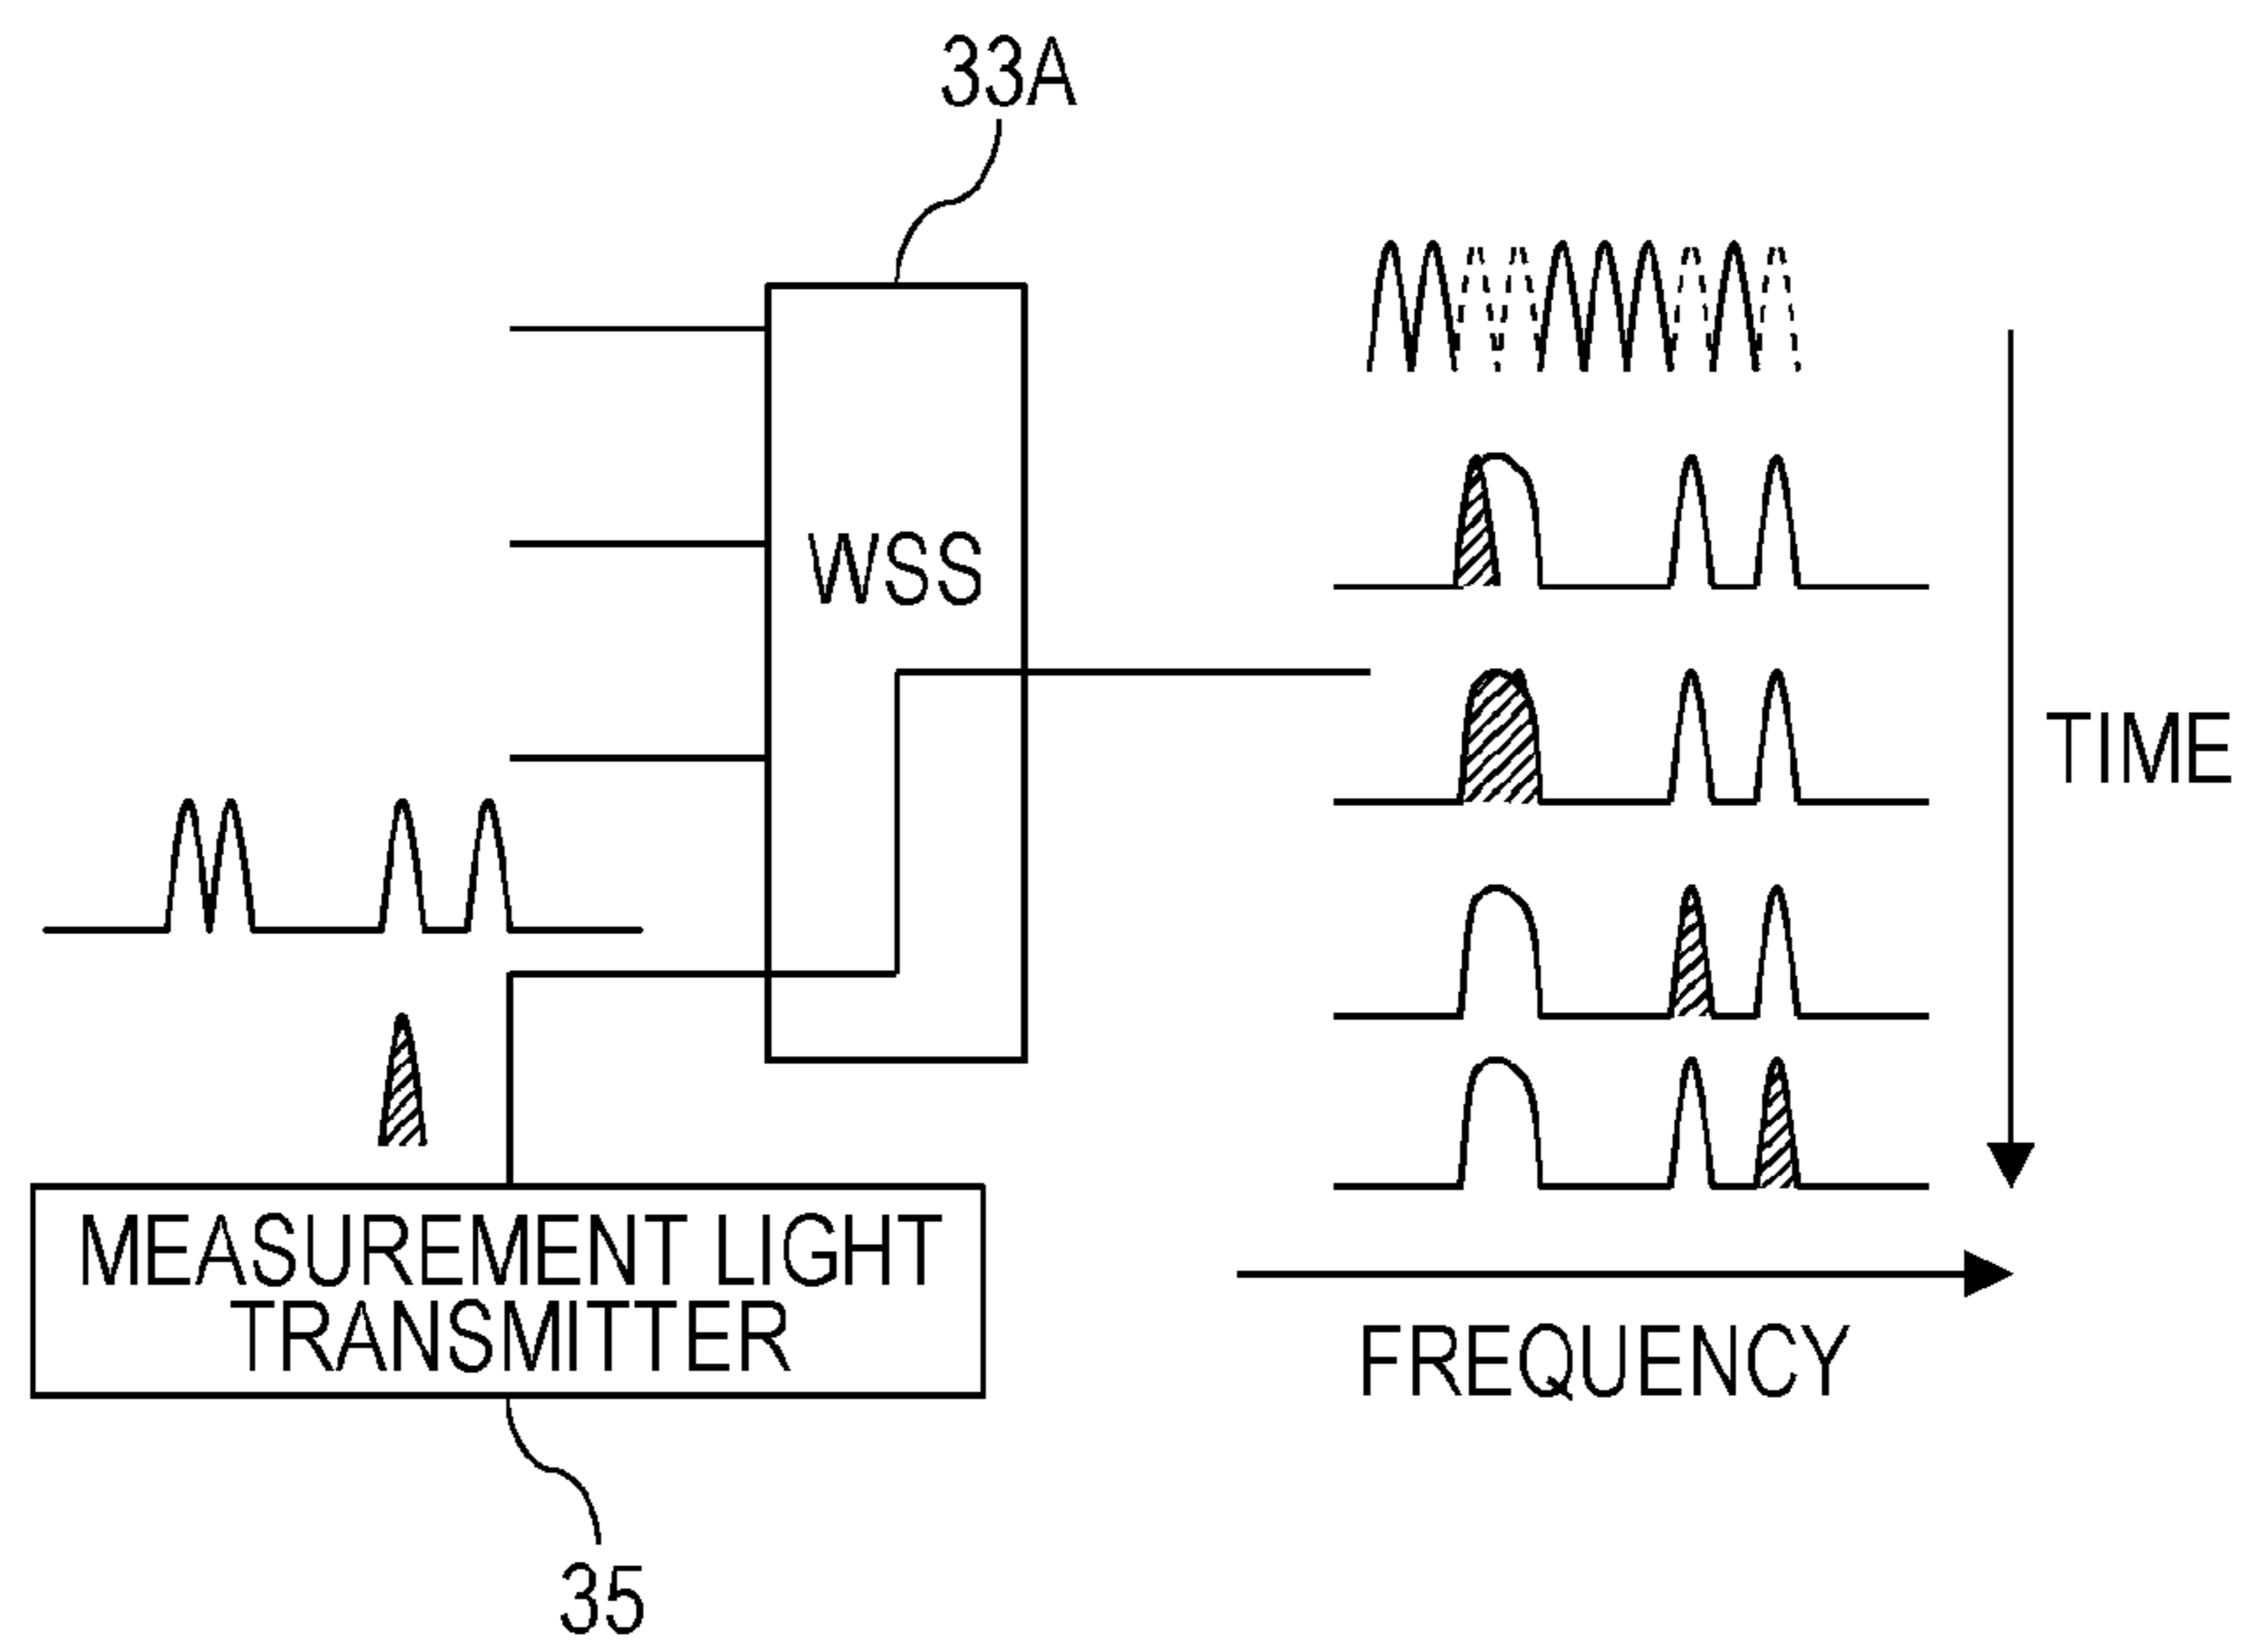 33A
WSS
TIME
MEASUREMENT LIGHT
TRANSMITTER
FREQUENCY
35